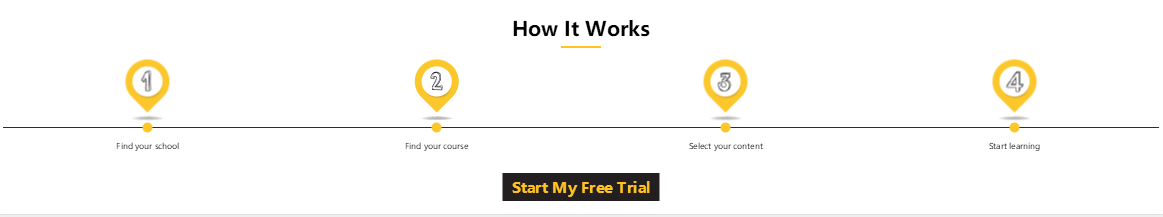 How It Works
1 2 3 4
Find your school Find your course Select your content Start learning
Start My Free Trial